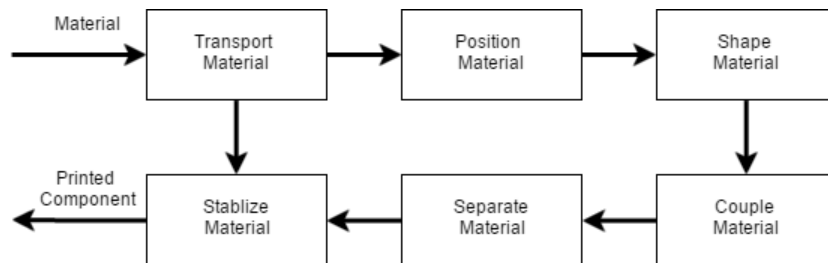 Material
Transport
Material
Position
Material
Shape
Material
Printed
Component
Stablize
Material
Separate
Material
Couple
Material